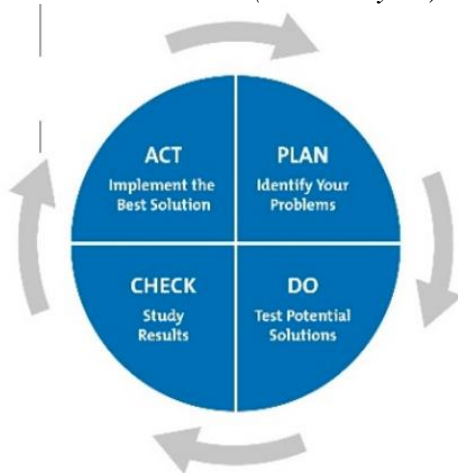 ACT
Implement the
Best Solution
PLAN
Identify Your
Problems
CHECK
Study
Results
DO
Test Potential
Solutions